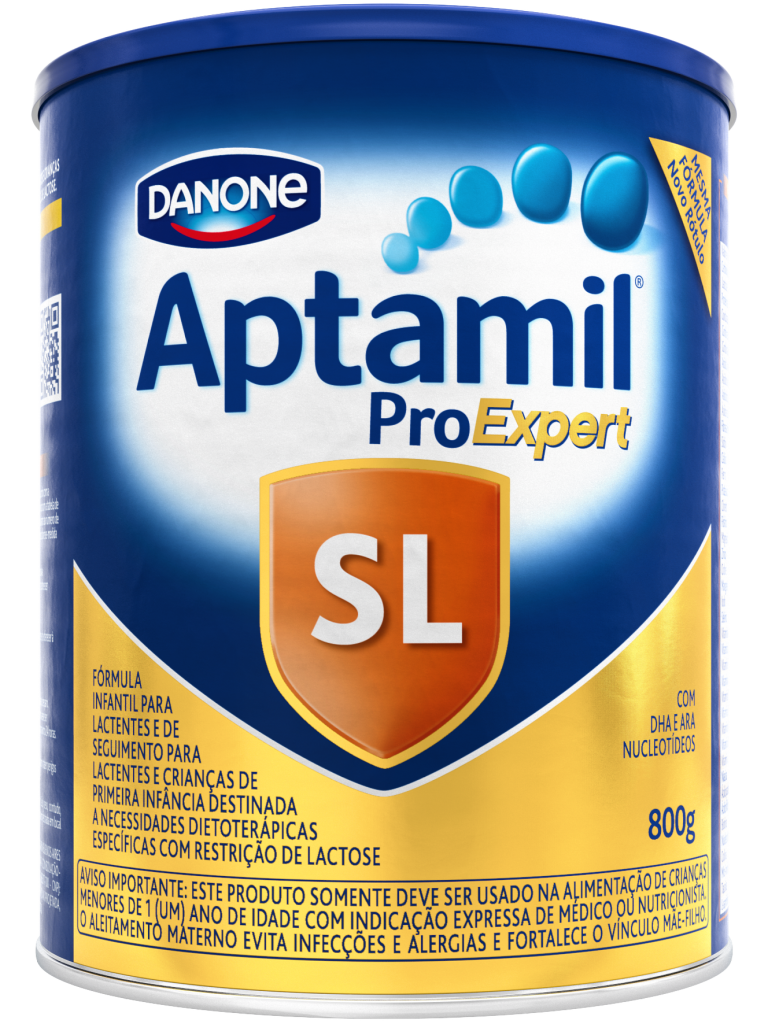 DANONE
MESMA
FÓRMULA
Novo Rótulo
Aptamil®
ProExpert
SL
FÓRMULA
INFANTIL PARA
LACTENTES E DE
SEGUIMENTO PARA
LACTENTES E CRIANÇAS DE
PRIMEIRA INFÂNCIA DESTINADA
A NECESSIDADES DIETOTERÁPICAS
ESPECÍFICAS COM RESTRIÇÃO DE LACTOSE
COM
DHA E ARA
NUCLEOTÍDEOS
800g
AVISO IMPORTANTE: ESTE PRODUTO SOMENTE DEVE SER USADO NA ALIMENTAÇÃO DE CRIANÇAS
MENORES DE 1 (UM) ANO DE IDADE COM INDICAÇÃO EXPRESSA DE MÉDICO OU NUTRICIONISTA.
O ALEITAMENTO MATERNO EVITA INFECÇÕES E ALERGIAS E FORTALECE O VÍNCULO MÃE-FILHO.